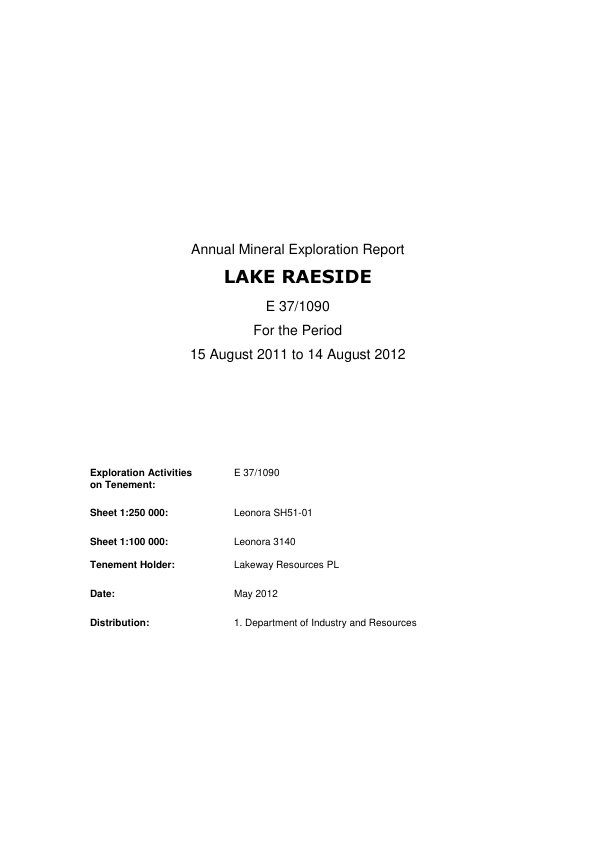 Annual Mineral Exploration Report
LAKE RAESIDE
E 37/1090
For the Period
15 August 2011 to 14 August 2012
Exploration Activities
on Tenement:
E 37/1090
Sheet 1:250 000:
Leonora SH51-01
Sheet 1:100 000:
Leonora 3140
Tenement Holder:
Lakeway Resources PL
Date:
May 2012
Distribution:
1. Department of Industry and Resources